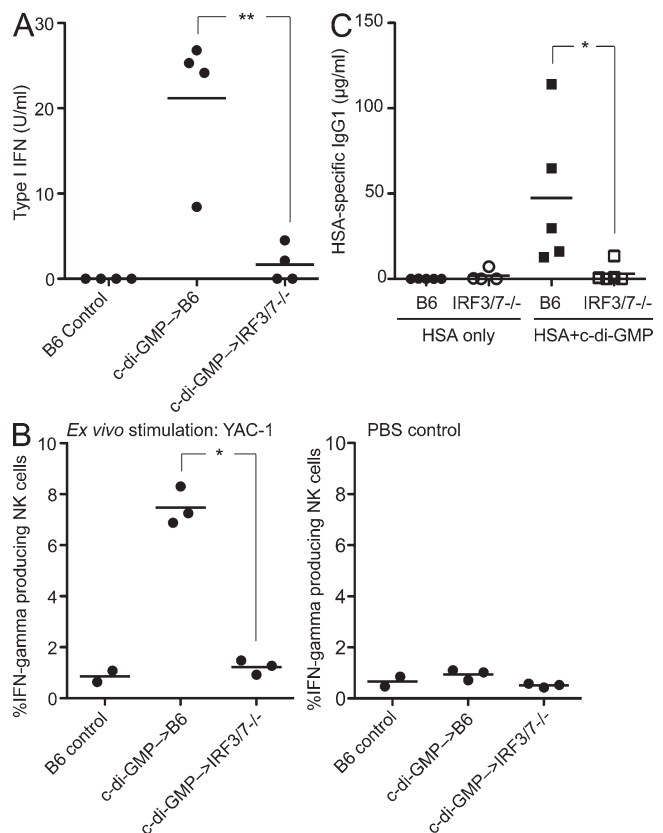 A
Type I IFN (U/ml)
30
20
10
0
**
B6 Control
c-di-GMP–>B6
c-di-GMP–>IRF3/7-/-
C
HSA-specific IgG1 (µg/ml)
150
100
50
0
*
B6 IRF3/7-/- B6 IRF3/7-/-
HSA only HSA+c-di-GMP
B
Ex vivo stimulation: YAC-1
%IFN-gamma producing NK cells
10
8
6
4
2
0
*
B6 control
c-di-GMP–>B6
c-di-GMP–>IRF3/7-/-
PBS control
%IFN-gamma producing NK cells
10
8
6
4
2
0
B6 control
c-di-GMP–>B6
c-di-GMP–>IRF3/7-/-